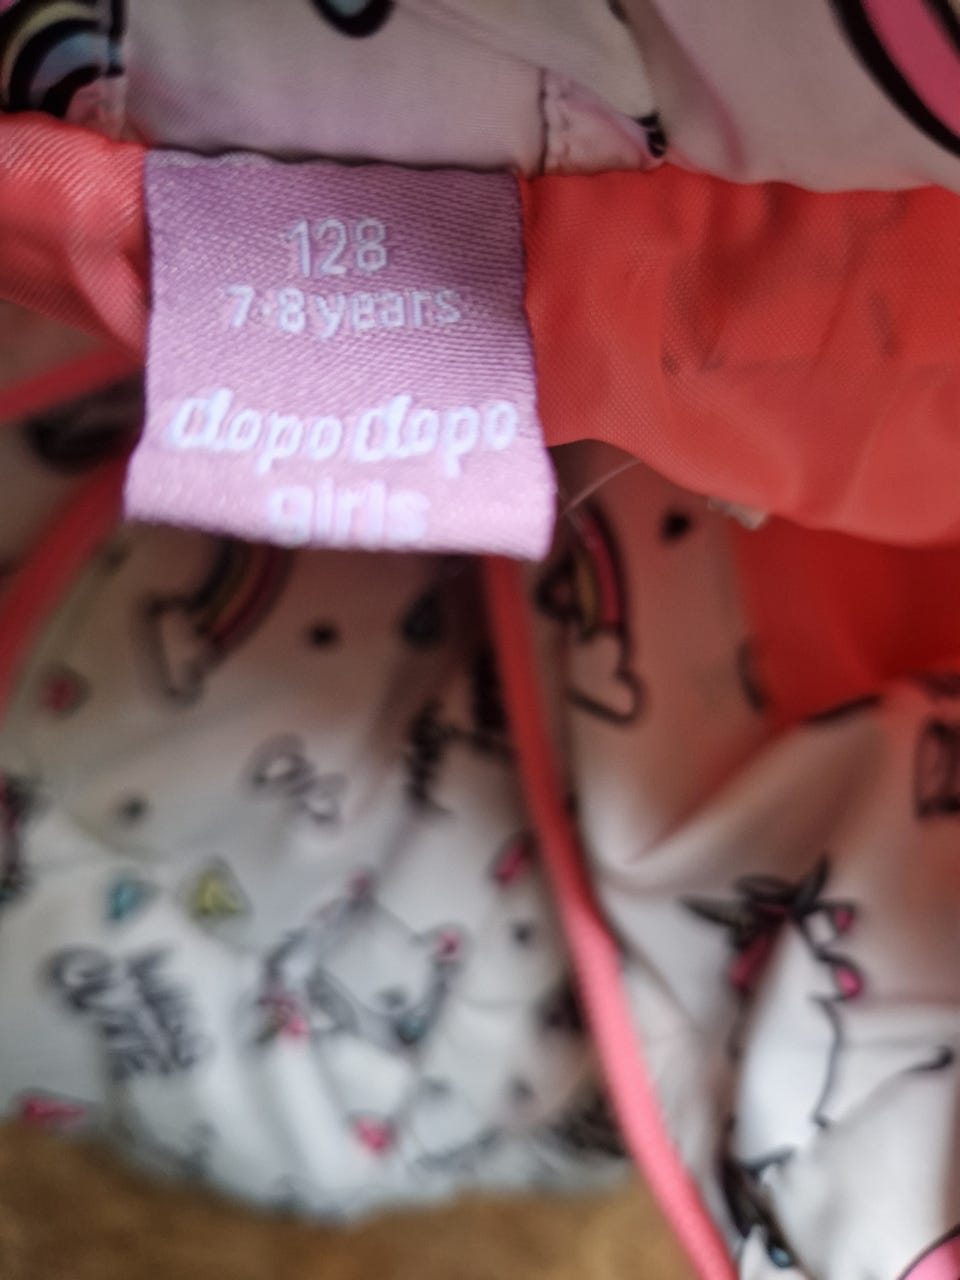 128
7-8 years
dopodopo
girls